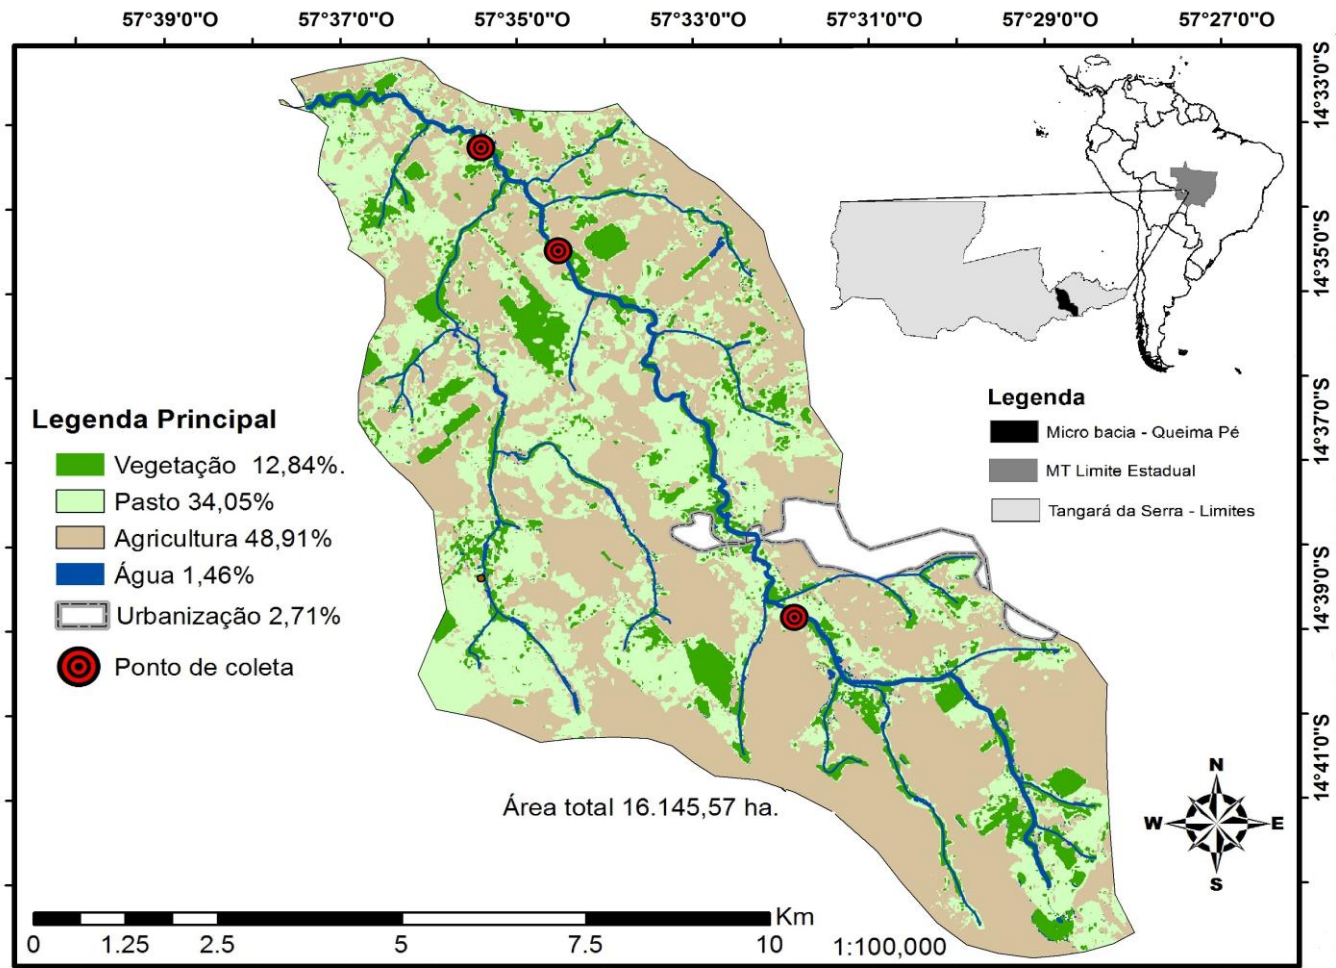 57°39'0"O 57°37'0"O 57°35'0"O 57°33'0"O 57°31'0"O 57°29'0"O 57°27'0"O
14°33'0"S
14°35'0"S
14°37'0"S
14°39'0"S
14°41'0"S
Legenda Principal
Vegetação 12,84%.
Pasto 34,05%
Agricultura 48,91%
Água 1,46%
Urbanização 2,71%
Ponto de coleta
Legenda
Micro bacia - Queima Pé
MT Limite Estadual
Tangará da Serra - Limites
Área total 16.145,57 ha.
N
W E
S
Km
0 1.25 2.5 5 7.5 10 1:100,000